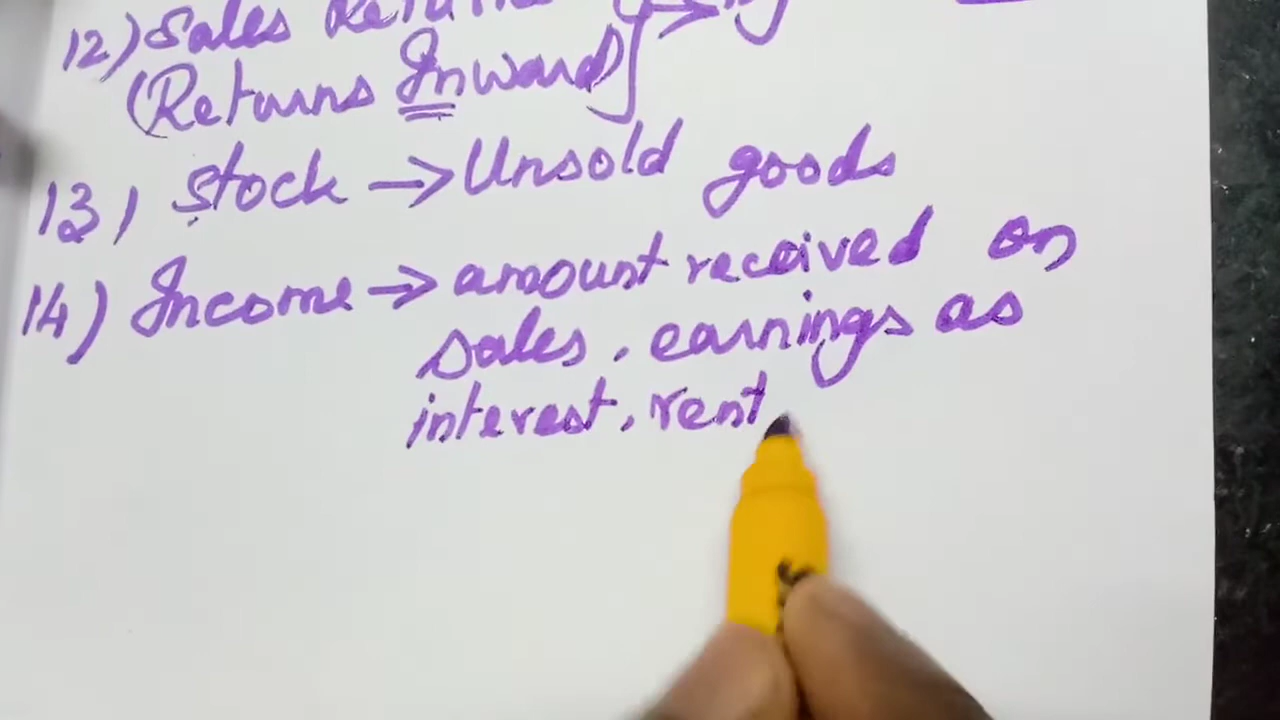 12) Sales
(Returns Inward)
13) Stock → Unsold goods
14) Income → amount received on
sales, earnings as
interest, rent